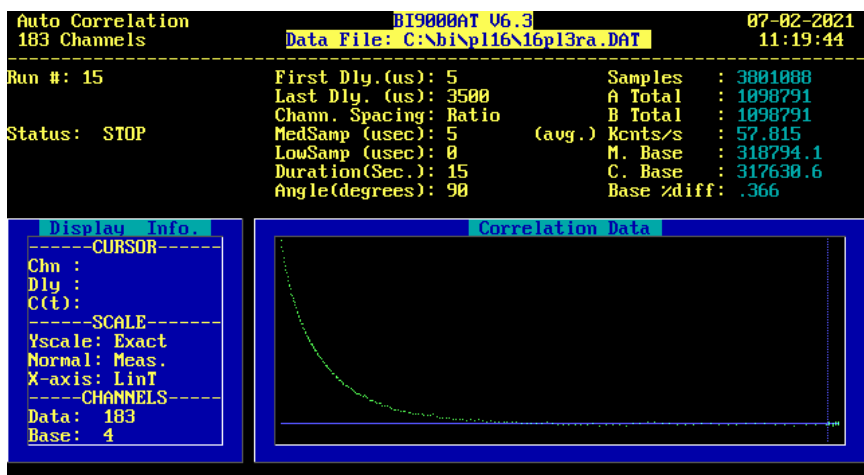 Auto Correlation BI9000AT V6.3 07-02-2021
183 Channels Data File: C:\bi\pl16\16pl3ra.DAT 11:19:44
Run #: 15 First Dly.(us): 5 Samples : 3801088
Last Dly. (us): 3500 A Total : 1098791
Chann. Spacing: Ratio B Total : 1098791
Status: STOP MedSamp (usec): 5 (avg.) Kcnts/s : 57.815
LowSamp (usec): 0 M. Base : 318794.1
Duration(Sec.): 15 C. Base : 317630.6
Angle(degrees): 90 Base %diff: .366
Display Info. Correlation Data
------CURSOR------
Chn :
Dly :
C(t):
------SCALE-------
Yscale: Exact
Normal: Meas.
X-axis: LinT
-----CHANNELS-----
Data: 183
Base: 4